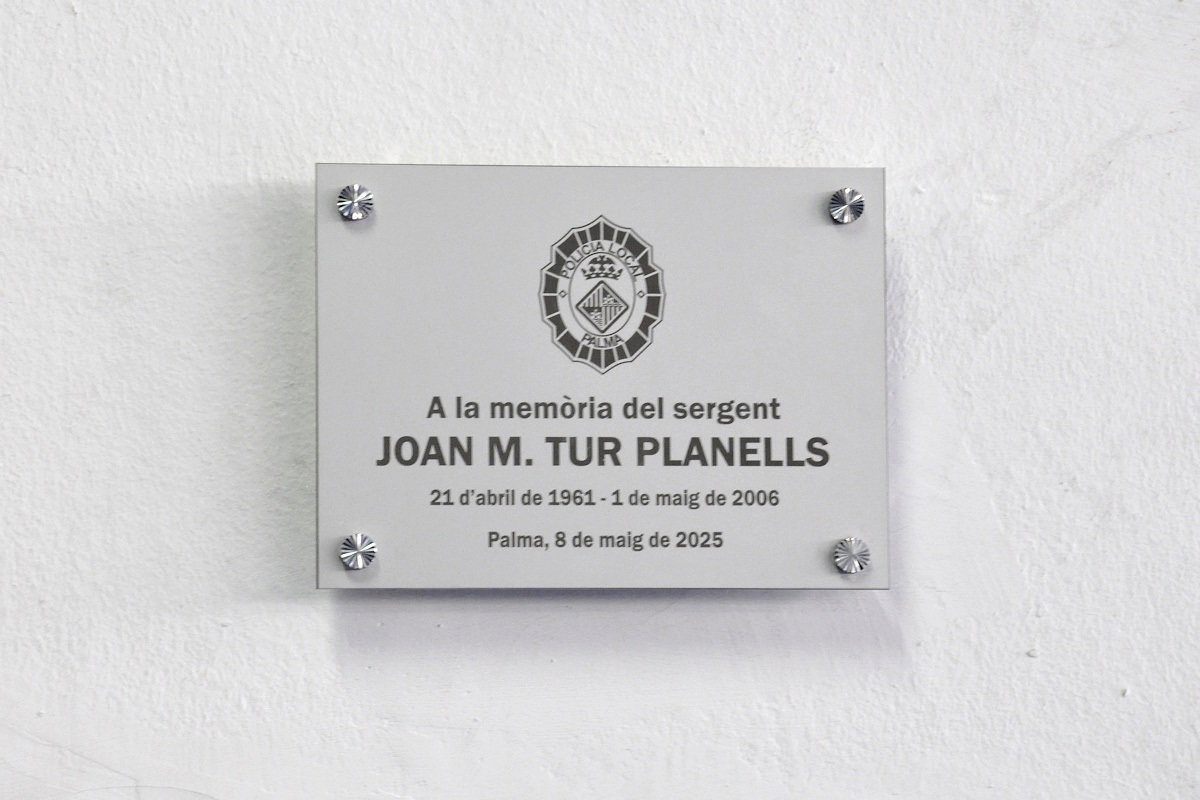 POLICIA LOCAL
PALMA
A la memòria del sergent
JOAN M. TUR PLANELLS
21 d'abril de 1961 - 1 de maig de 2006
Palma, 8 de maig de 2025